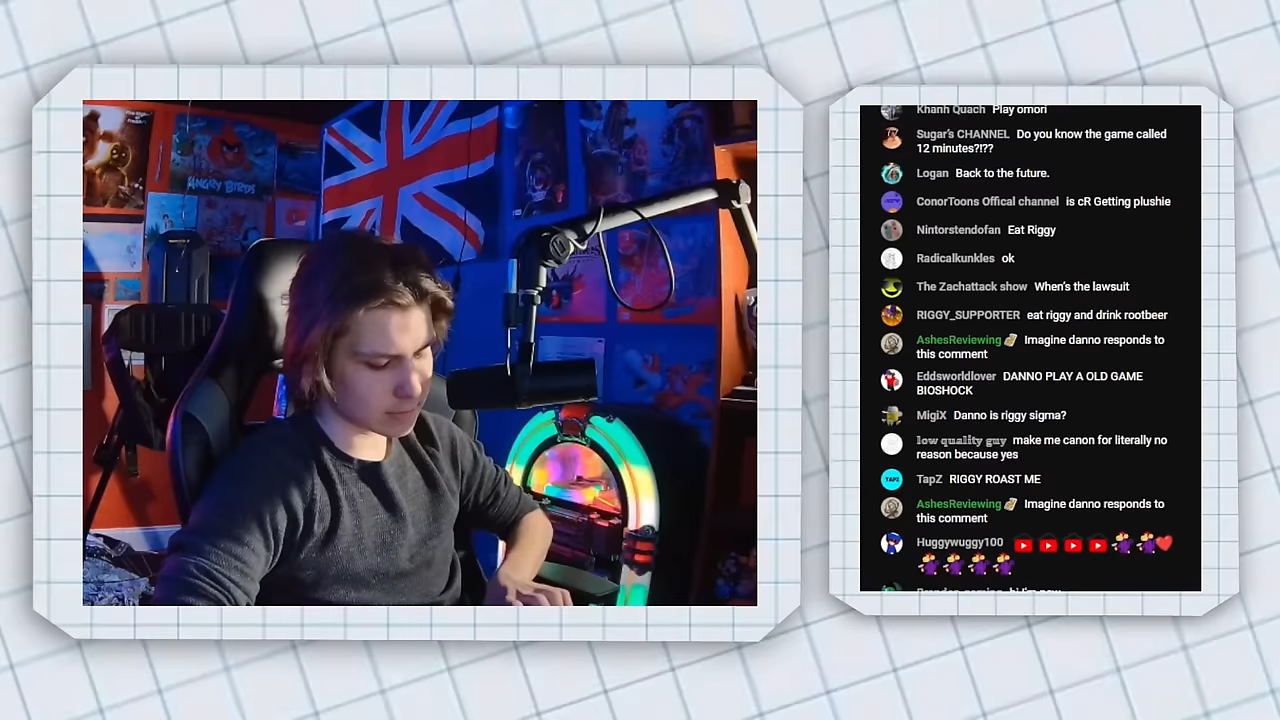 ANGRY BIRDS
Khanh Quach Play omori
Sugar's CHANNEL Do you know the game called
12 minutes?!??
Logan Back to the future.
ConorToons Offical channel is cR Getting plushie
Nintorstendofan Eat Riggy
Radicalkunkles ok
The Zachattack show When's the lawsuit
RIGGY_SUPPORTER eat riggy and drink rootbeer
AshesReviewing Imagine danno responds to
this comment
Eddsworldlover DANNO PLAY A OLD GAME
BIOSHOCK
MigiX Danno is riggy sigma?
𝕝𝕠𝕨 𝕢𝕦𝕒𝕝𝕚𝕥𝕪 𝕘𝕦𝕪 make me canon for literally no
reason because yes
TAPZ
TapZ RIGGY ROAST ME
AshesReviewing Imagine danno responds to
this comment
Huggywuggy100